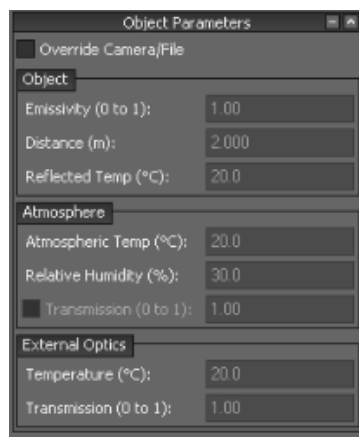 Object Parameters
Override Camera/File
Object
Emissivity (0 to 1): 1.00
Distance (m): 2.000
Reflected Temp (°C): 20.0
Atmosphere
Atmospheric Temp (°C): 20.0
Relative Humidity (%): 30.0
Transmission (0 to 1): 1.00
External Optics
Temperature (°C): 20.0
Transmission (0 to 1): 1.00